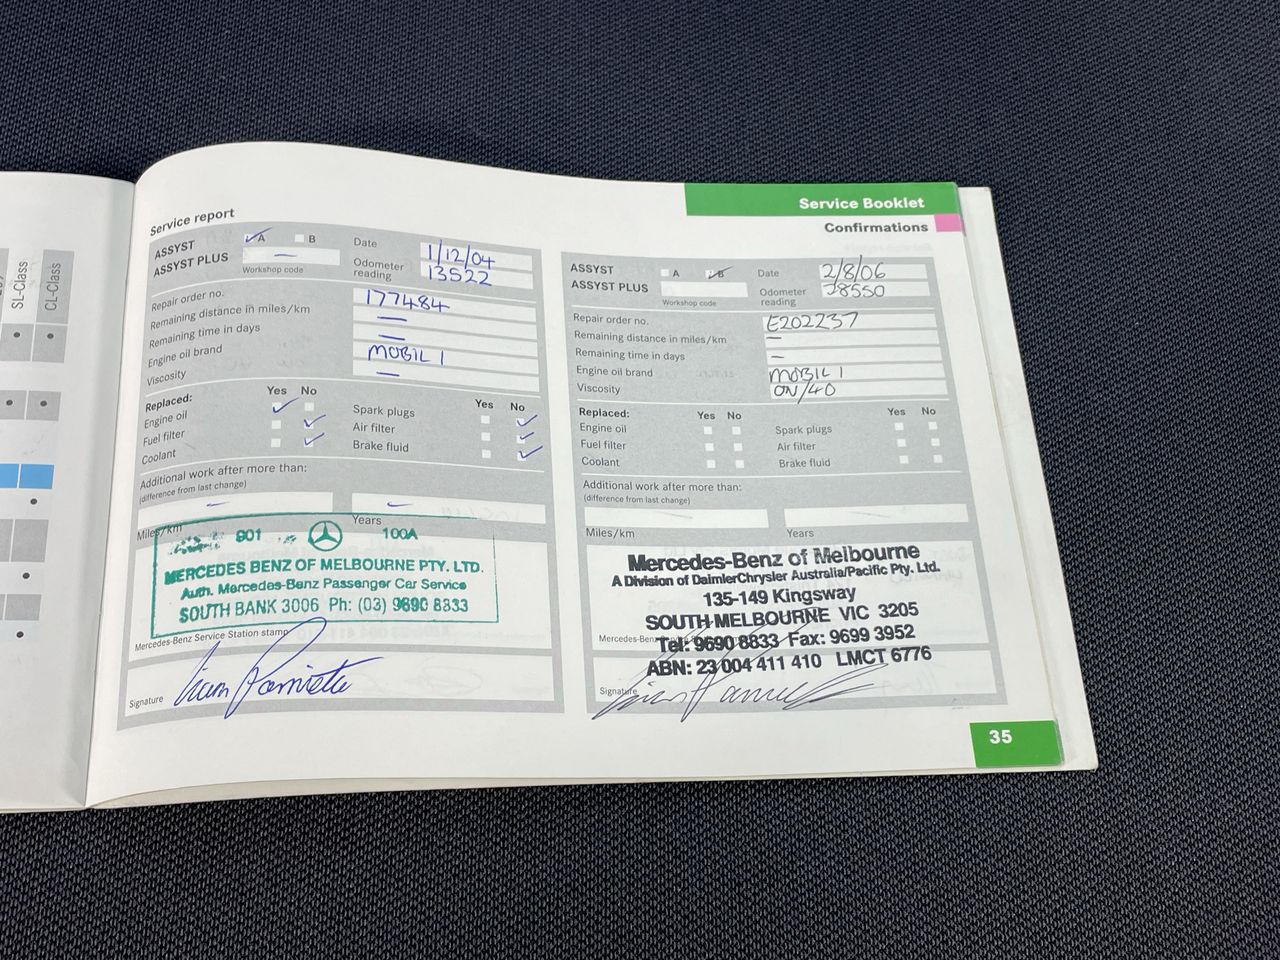 SL-Class
CL-Class
Service Booklet
Confirmations
Service report
ASSYST
A
B
ASSYST PLUS
Workshop code
Date
1/12/04
Odometer reading
13522
Repair order no.
177484
Remaining distance in miles/km
Remaining time in days
Engine oil brand
MOBIL 1
Viscosity
Replaced:
Yes No
Engine oil
Fuel filter
Coolant
Yes No
Spark plugs
Air filter
Brake fluid
Additional work after more than:
(difference from last change)
Miles/km
Years
901
100A
MERCEDES BENZ OF MELBOURNE PTY. LTD.
Auth. Mercedes-Benz Passenger Car Service
SOUTH BANK 3006 Ph: (03) 9690 8833
Mercedes-Benz Service Station stamp
Signature
ASSYST
A
B
ASSYST PLUS
Workshop code
Date
2/8/06
Odometer reading
8550
Repair order no.
E202237
Remaining distance in miles/km
Remaining time in days
Engine oil brand
MOBIL 1
Viscosity
0W/40
Replaced:
Yes No
Engine oil
Fuel filter
Coolant
Yes No
Spark plugs
Air filter
Brake fluid
Additional work after more than:
(difference from last change)
Miles/km
Years
Mercedes-Benz of Melbourne
A Division of DaimlerChrysler Australia/Pacific Pty. Ltd.
135-149 Kingsway
SOUTH MELBOURNE VIC 3205
Tel: 9690 8833 Fax: 9699 3952
ABN: 23 004 411 410 LMCT 6776
Signature
35